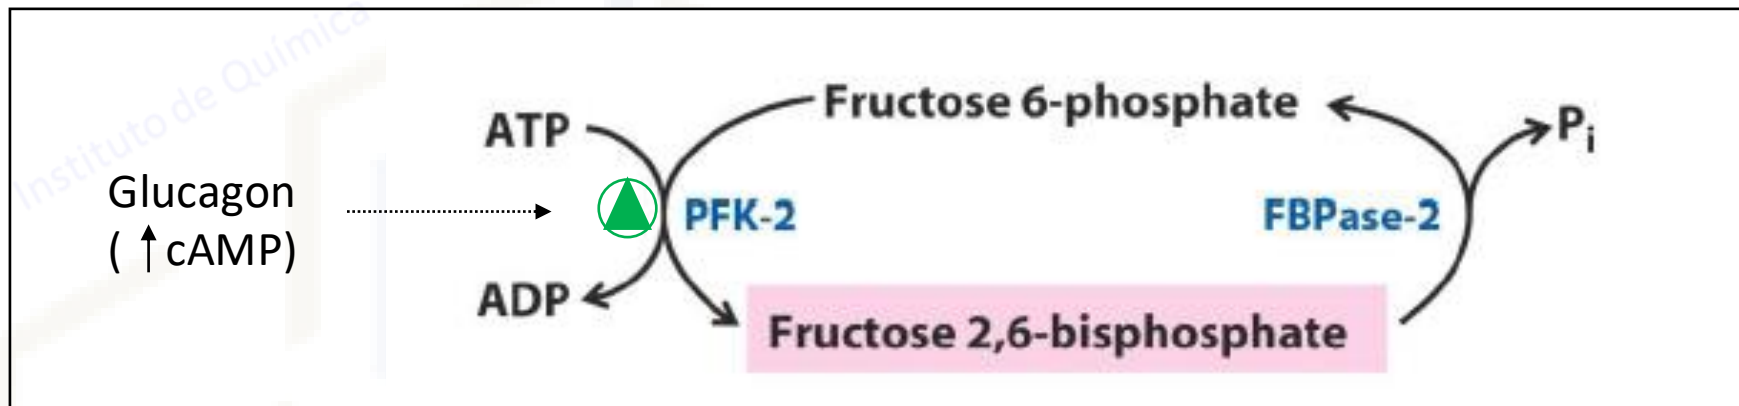 Instituto de Química
Glucagon
( ↑ cAMP)
ATP
ADP
PFK-2
Fructose 6-phosphate
Fructose 2,6-bisphosphate
FBPase-2
Pi